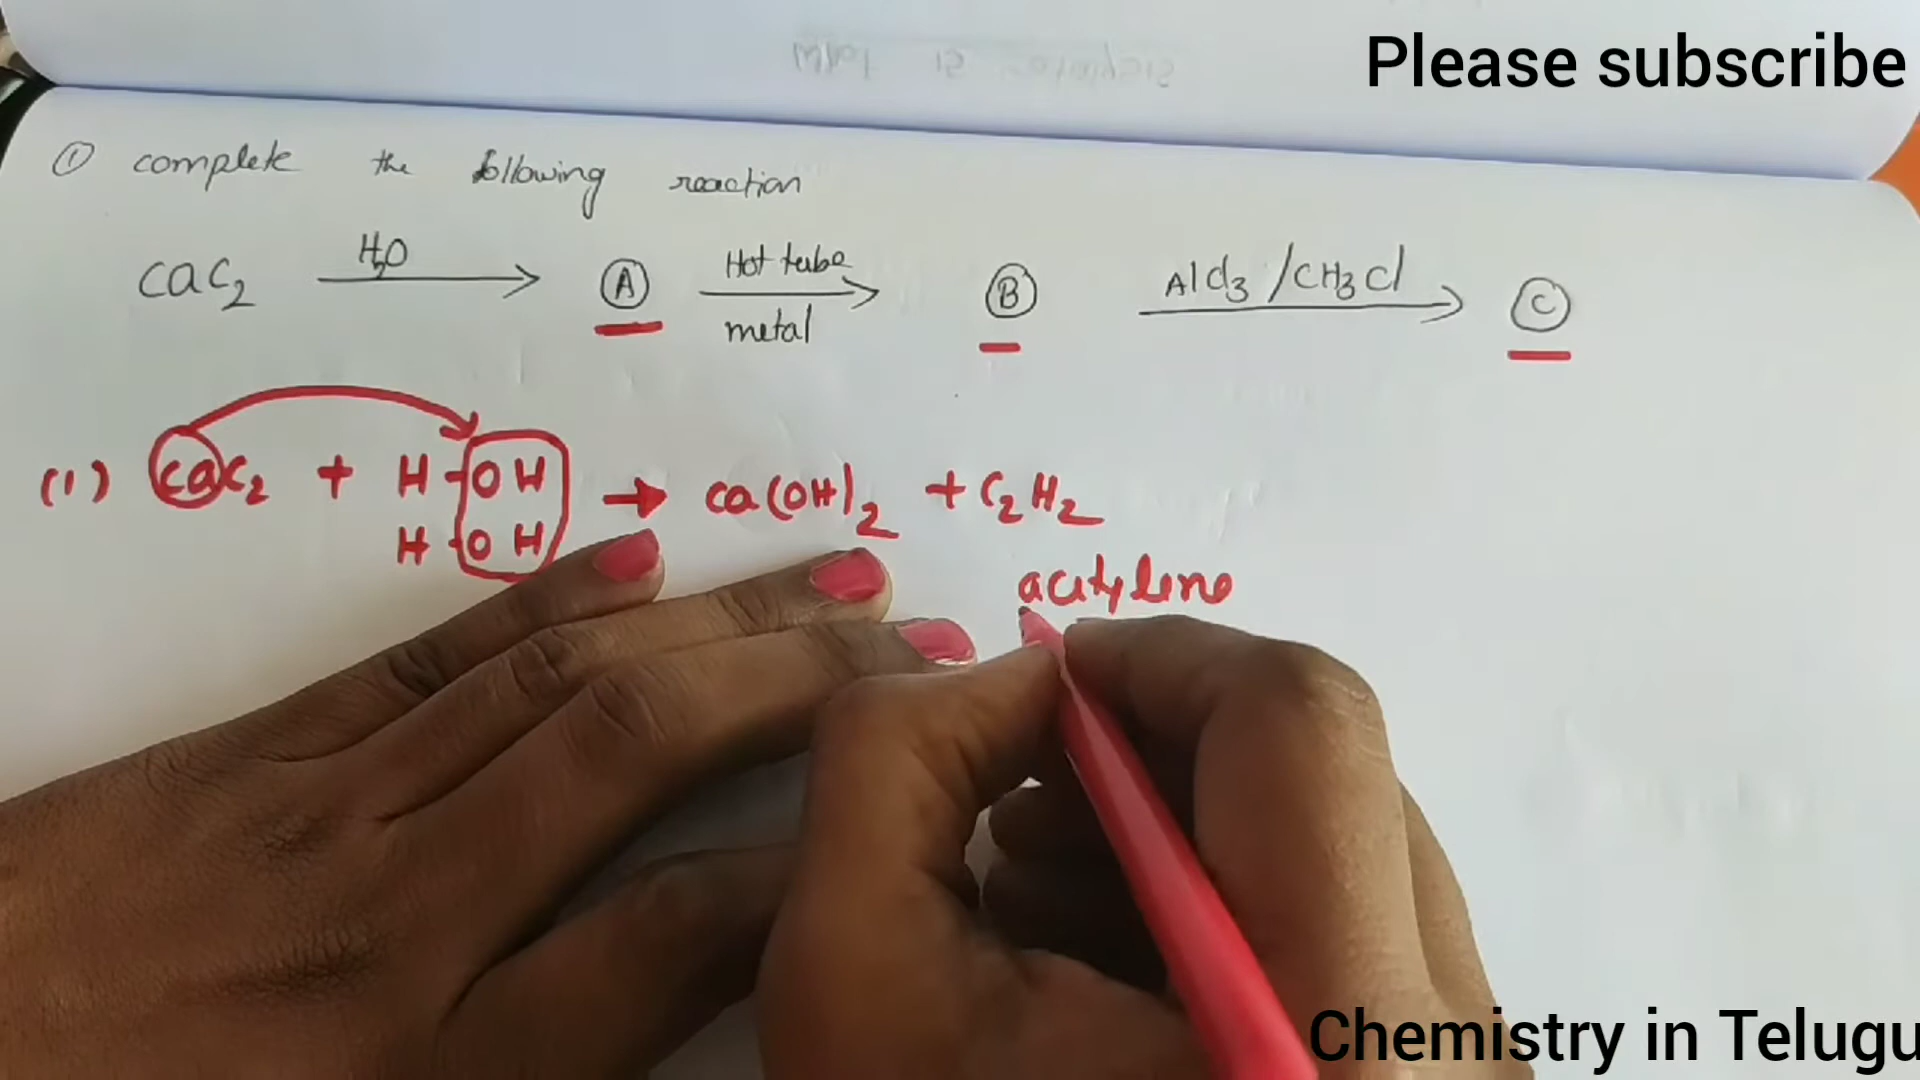 Please subscribe
① complete the following reaction
CaC₂ H₂O → Ⓐ Hot tube metal → Ⓑ AlCl₃/CH₃Cl → Ⓒ
(1) CaC₂ + H-OH → Ca(OH)₂ + C₂H₂
H-OH
acetylene
Chemistry in Telugu